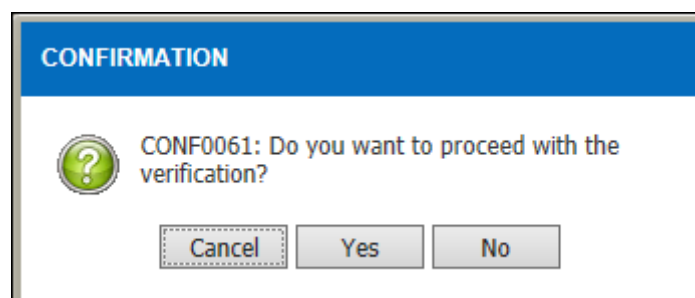 CONFIRMATION
CONF0061: Do you want to proceed with the
verification?
Cancel Yes No